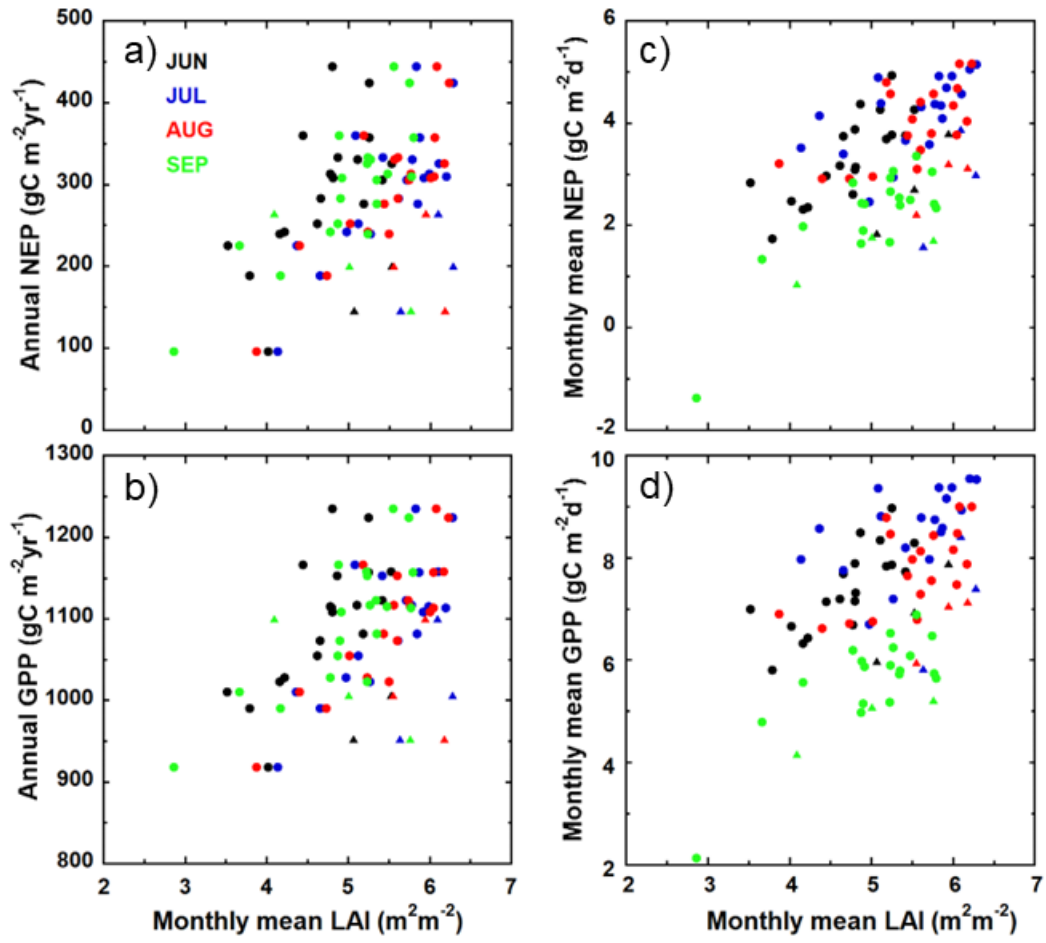 a)
JUN
JUL
AUG
SEP
500
400
300
200
100
0
Annual NEP (gC m⁻²yr⁻¹)
c)
6
4
2
0
-2
Monthly mean NEP (gC m⁻²d⁻¹)
b)
1300
1200
1100
1000
900
800
Annual GPP (gC m⁻²yr⁻¹)
2 3 4 5 6 7
Monthly mean LAI (m²m⁻²)
d)
10
8
6
4
2
Monthly mean GPP (gC m⁻²d⁻¹)
2 3 4 5 6 7
Monthly mean LAI (m²m⁻²)